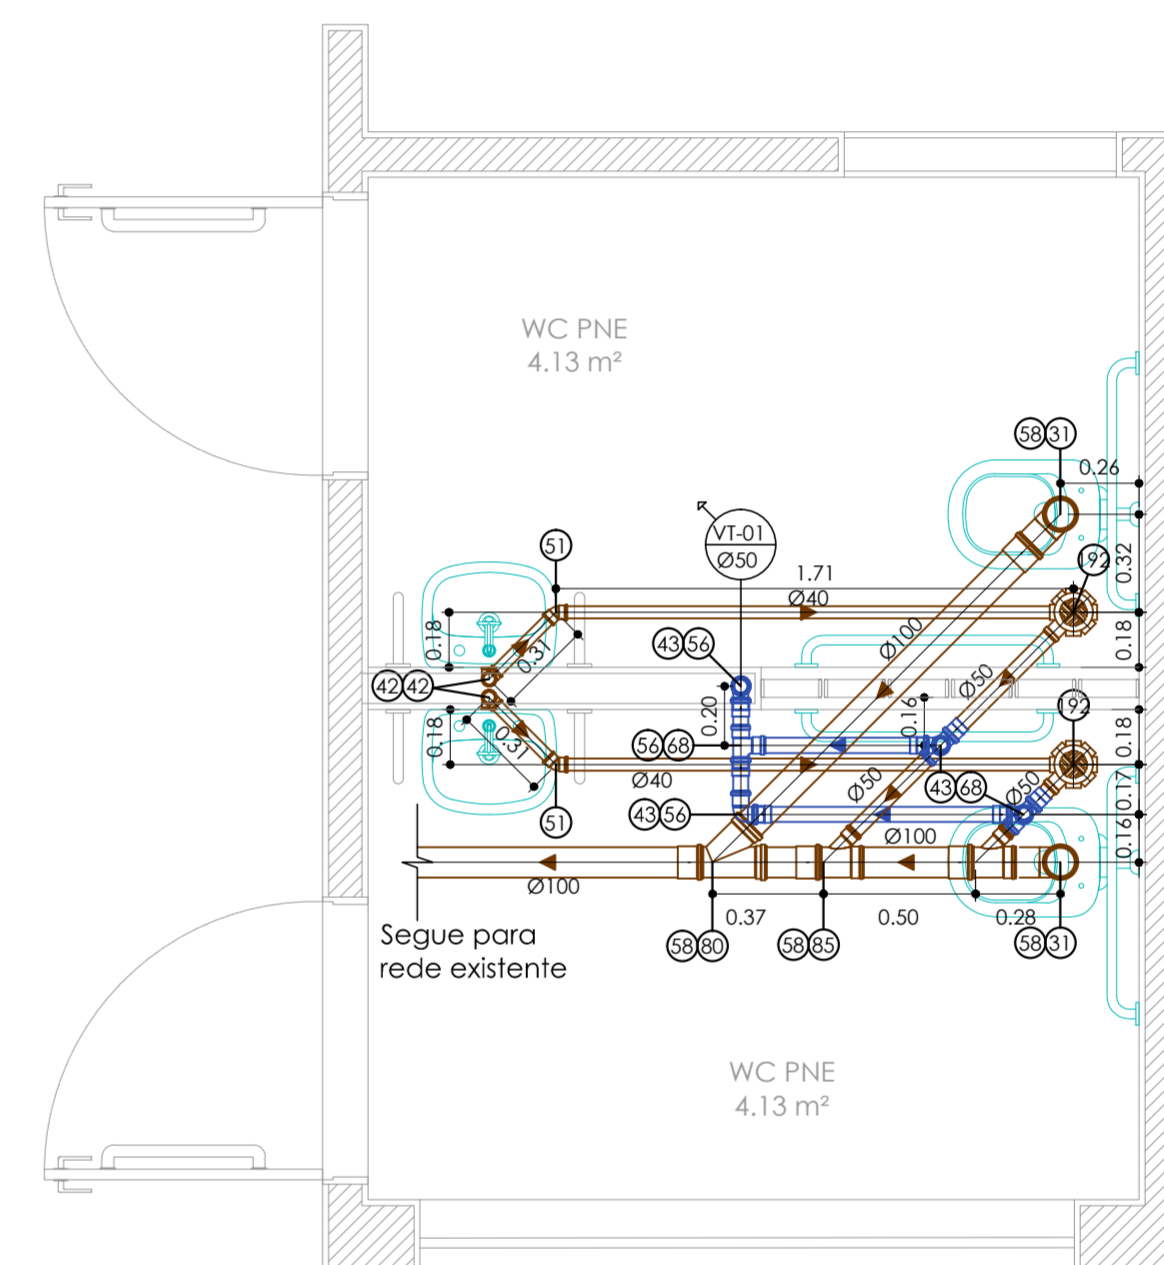 WC PNE
4.13 m²
58 31
0.26
VT-01
Ø50
51
192
0.32
1.71
Ø40
0.18
0.31
43 56
Ø100
0.18
42 42
Ø50
192
0.20
0.16
0.18
0.31
56 68
0.18
Ø40
Ø50
43 68
Ø50
0.17
51
43 56
Ø100
0.16
Ø100
0.37
0.50
0.28
Segue para
rede existente
58 80
58 85
58 31
WC PNE
4.13 m²